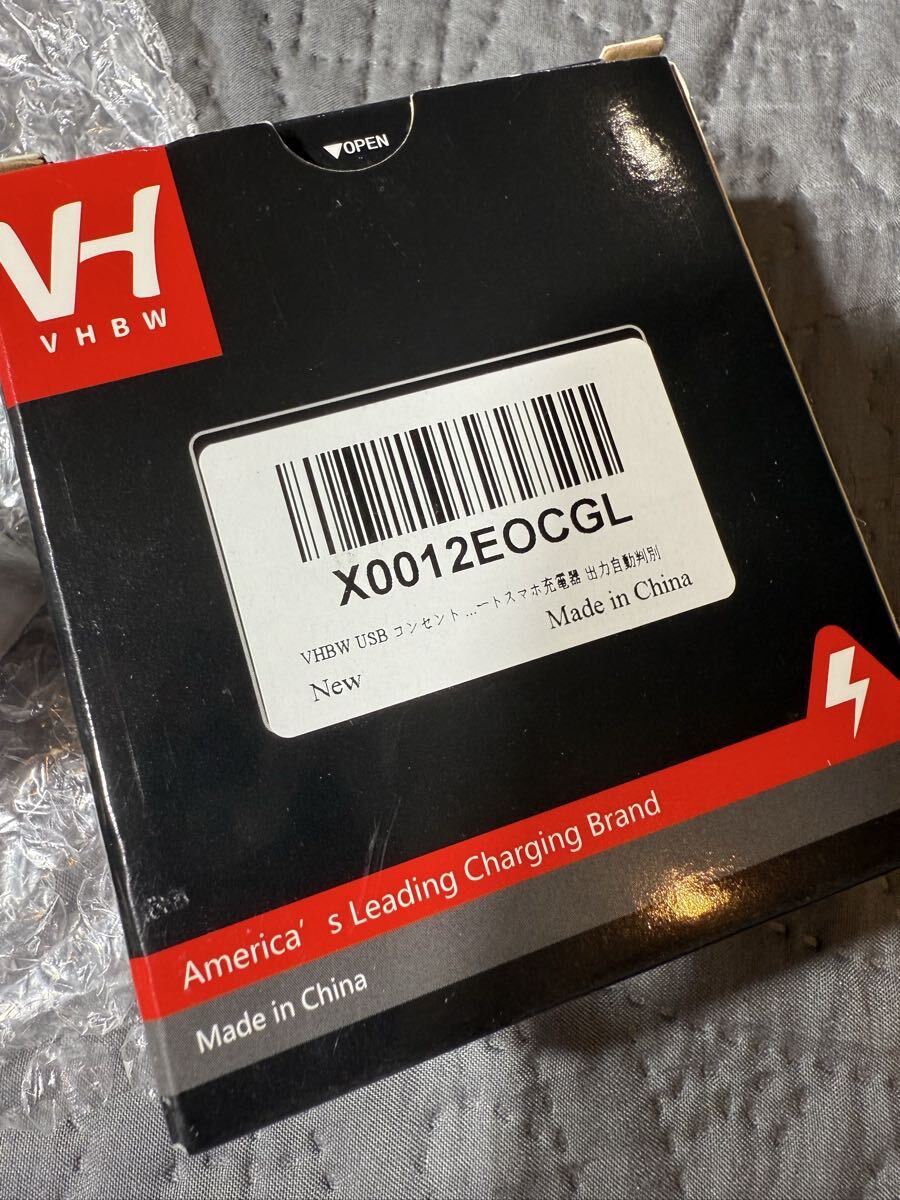 ▼OPEN
VH
VHBW
X0012EOCGL
VHBW USB コンセント ...ートスマホ充電器 出力自動判別
New
Made in China
America's Leading Charging Brand
Made in China